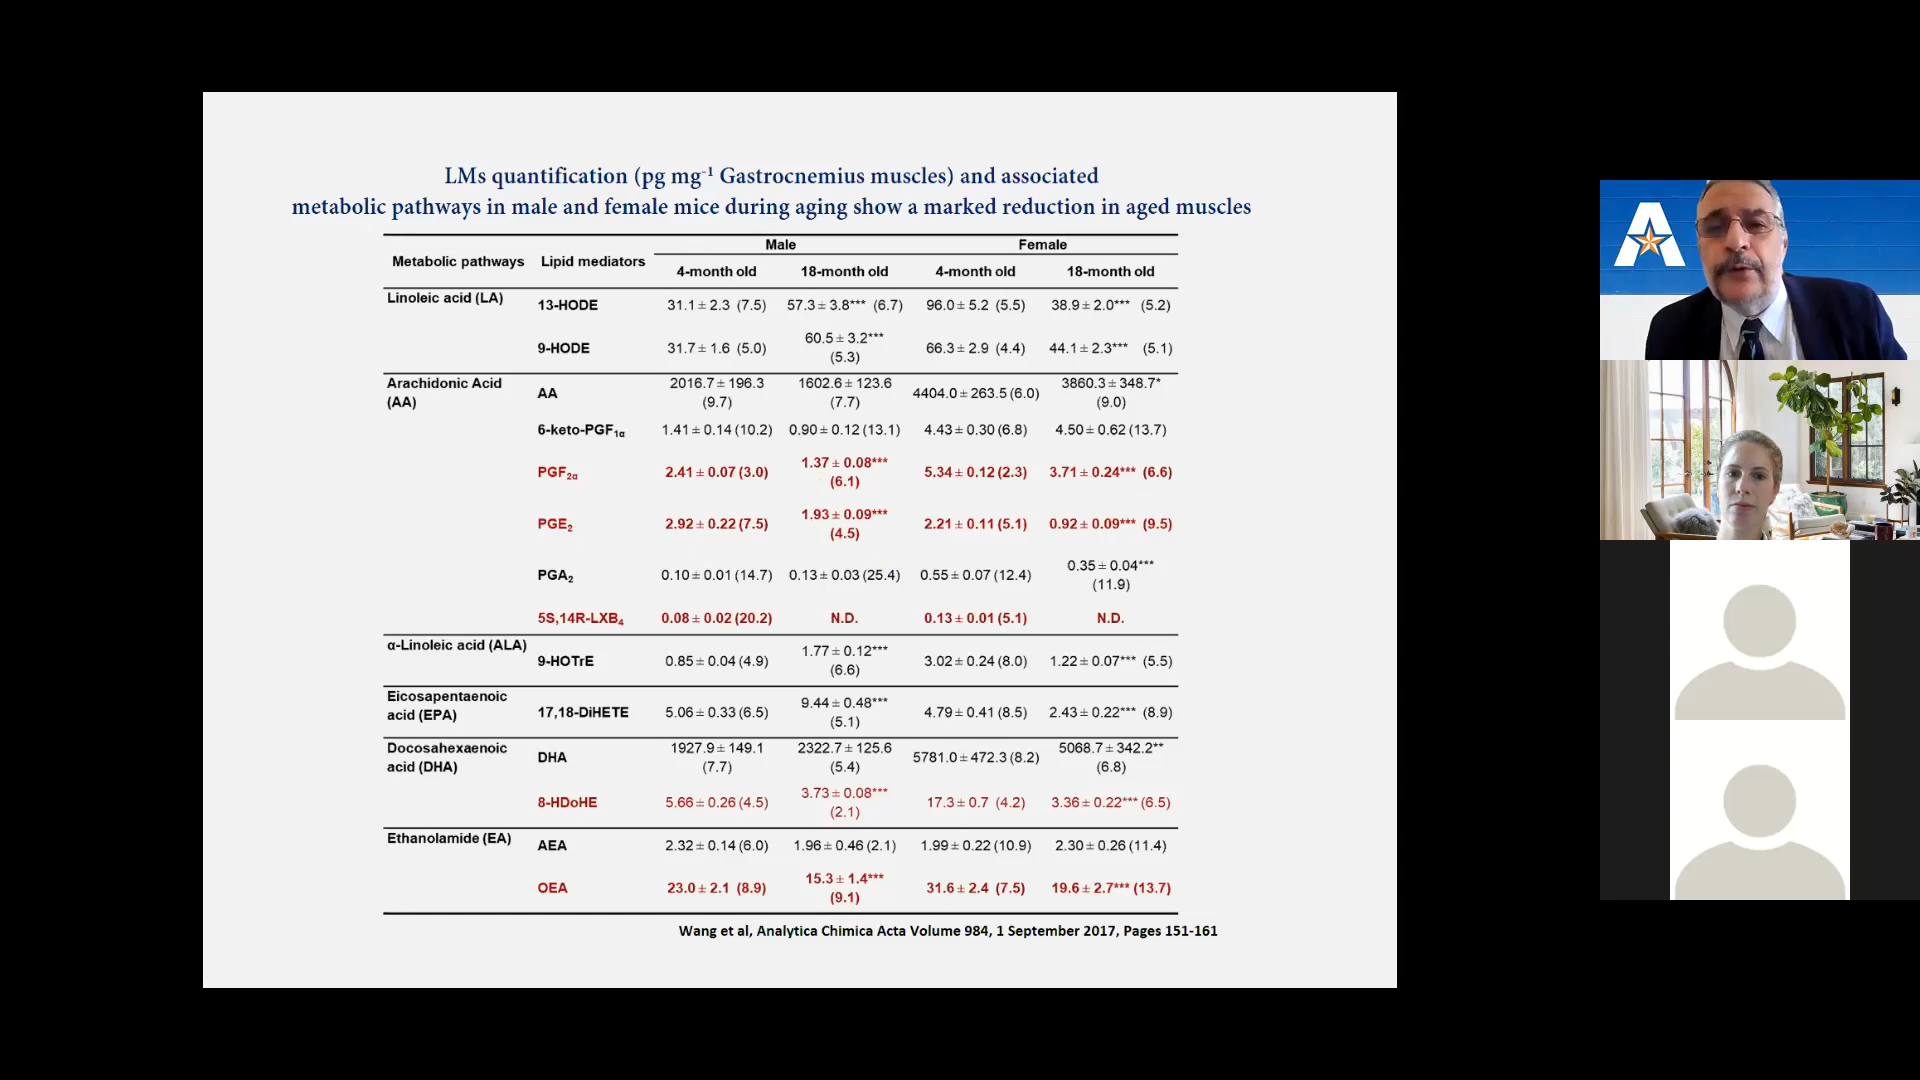 LMs quantification (pg mg-1 Gastrocnemius muscles) and associated
metabolic pathways in male and female mice during aging show a marked reduction in aged muscles
Metabolic pathways Lipid mediators Male Female
4-month old 18-month old 4-month old 18-month old
Linoleic acid (LA) 13-HODE 31.1 ± 2.3 (7.5) 57.3 ± 3.8*** (6.7) 96.0 ± 5.2 (5.5) 38.9 ± 2.0*** (5.2)
9-HODE 31.7 ± 1.6 (5.0) 60.5 ± 3.2*** (5.3) 66.3 ± 2.9 (4.4) 44.1 ± 2.3*** (5.1)
Arachidonic Acid (AA) AA 2016.7 ± 196.3 (9.7) 1602.6 ± 123.6 (7.7) 4404.0 ± 263.5 (6.0) 3860.3 ± 348.7* (9.0)
6-keto-PGF1α 1.41 ± 0.14 (10.2) 0.90 ± 0.12 (13.1) 4.43 ± 0.30 (6.8) 4.50 ± 0.62 (13.7)
PGF2α 2.41 ± 0.07 (3.0) 1.37 ± 0.08*** (6.1) 5.34 ± 0.12 (2.3) 3.71 ± 0.24*** (6.6)
PGE2 2.92 ± 0.22 (7.5) 1.93 ± 0.09*** (4.5) 2.21 ± 0.11 (5.1) 0.92 ± 0.09*** (9.5)
PGA2 0.10 ± 0.01 (14.7) 0.13 ± 0.03 (25.4) 0.55 ± 0.07 (12.4) 0.35 ± 0.04*** (11.9)
5S,14R-LXB4 0.08 ± 0.02 (20.2) N.D. 0.13 ± 0.01 (5.1) N.D.
α-Linoleic acid (ALA) 9-HOTrE 0.85 ± 0.04 (4.9) 1.77 ± 0.12*** (6.6) 3.02 ± 0.24 (8.0) 1.22 ± 0.07*** (5.5)
Eicosapentaenoic acid (EPA) 17,18-DiHETE 5.06 ± 0.33 (6.5) 9.44 ± 0.48*** (5.1) 4.79 ± 0.41 (8.5) 2.43 ± 0.22*** (8.9)
Docosahexaenoic acid (DHA) DHA 1927.9 ± 149.1 (7.7) 2322.7 ± 125.6 (5.4) 5781.0 ± 472.3 (8.2) 5068.7 ± 342.2** (6.8)
8-HDoHE 5.66 ± 0.26 (4.5) 3.73 ± 0.08*** (2.1) 17.3 ± 0.7 (4.2) 3.36 ± 0.22*** (6.5)
Ethanolamide (EA) AEA 2.32 ± 0.14 (6.0) 1.96 ± 0.46 (2.1) 1.99 ± 0.22 (10.9) 2.30 ± 0.26 (11.4)
OEA 23.0 ± 2.1 (8.9) 15.3 ± 1.4*** (9.1) 31.6 ± 2.4 (7.5) 19.6 ± 2.7*** (13.7)
Wang et al, Analytica Chimica Acta Volume 984, 1 September 2017, Pages 151-161
A